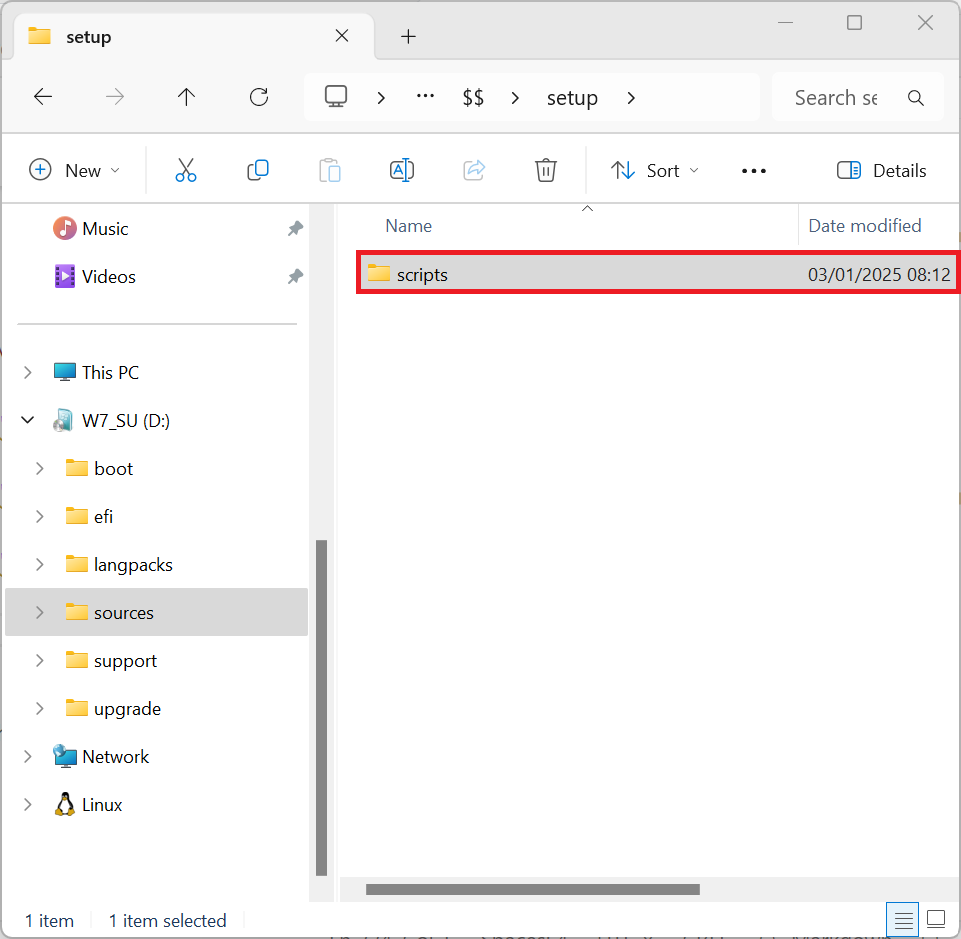 setup
$$ setup Search se
New Sort Details
Music
Videos
This PC
W7_SU (D:)
boot
efi
langpacks
sources
support
upgrade
Network
Linux
Name Date modified
scripts 03/01/2025 08:12
1 item 1 item selected